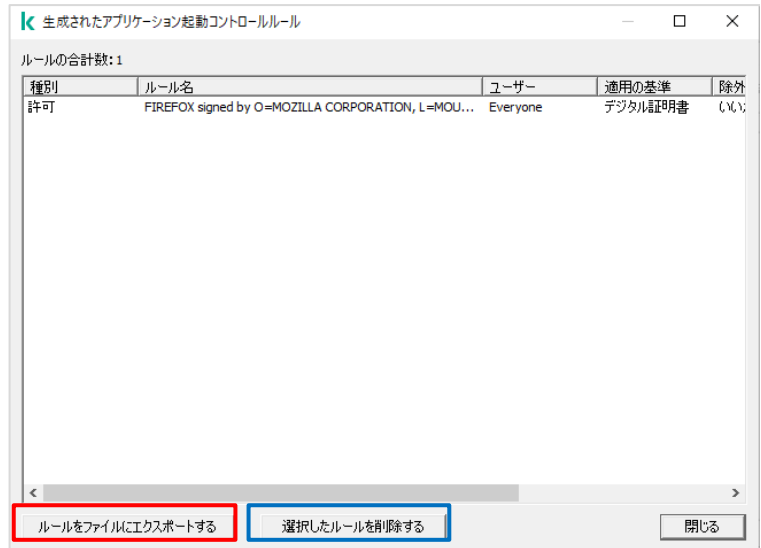 生成されたアプリケーション起動コントロールルール
ルールの合計数: 1
種別 ルール名 ユーザー 適用の基準 除外
許可 FIREFOX signed by O=MOZILLA CORPORATION, L=MOU... Everyone デジタル証明書 いい
ルールをファイルにエクスポートする 選択したルールを削除する 閉じる